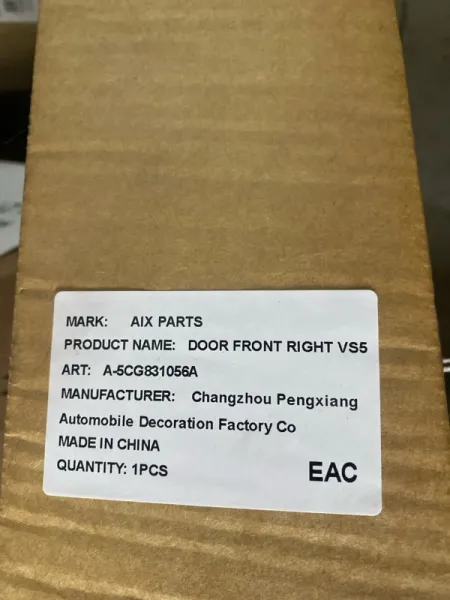 MARK: AIX PARTS
PRODUCT NAME: DOOR FRONT RIGHT VS5
ART: A-5CG831056A
MANUFACTURER: Changzhou Pengxiang
Automobile Decoration Factory Co
MADE IN CHINA
QUANTITY: 1PCS
EAC